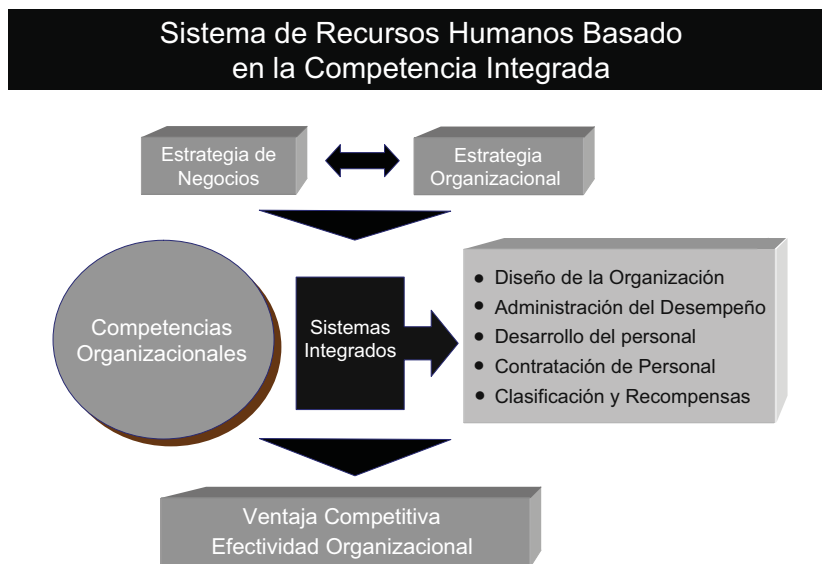 Sistema de Recursos Humanos Basado
en la Competencia Integrada
Estrategia de
Negocios
Estrategia
Organizacional
Competencias
Organizacionales
Sistemas
Integrados
• Diseño de la Organización
• Administración del Desempeño
• Desarrollo del personal
• Contratación de Personal
• Clasificación y Recompensas
Ventaja Competitiva
Efectividad Organizacional